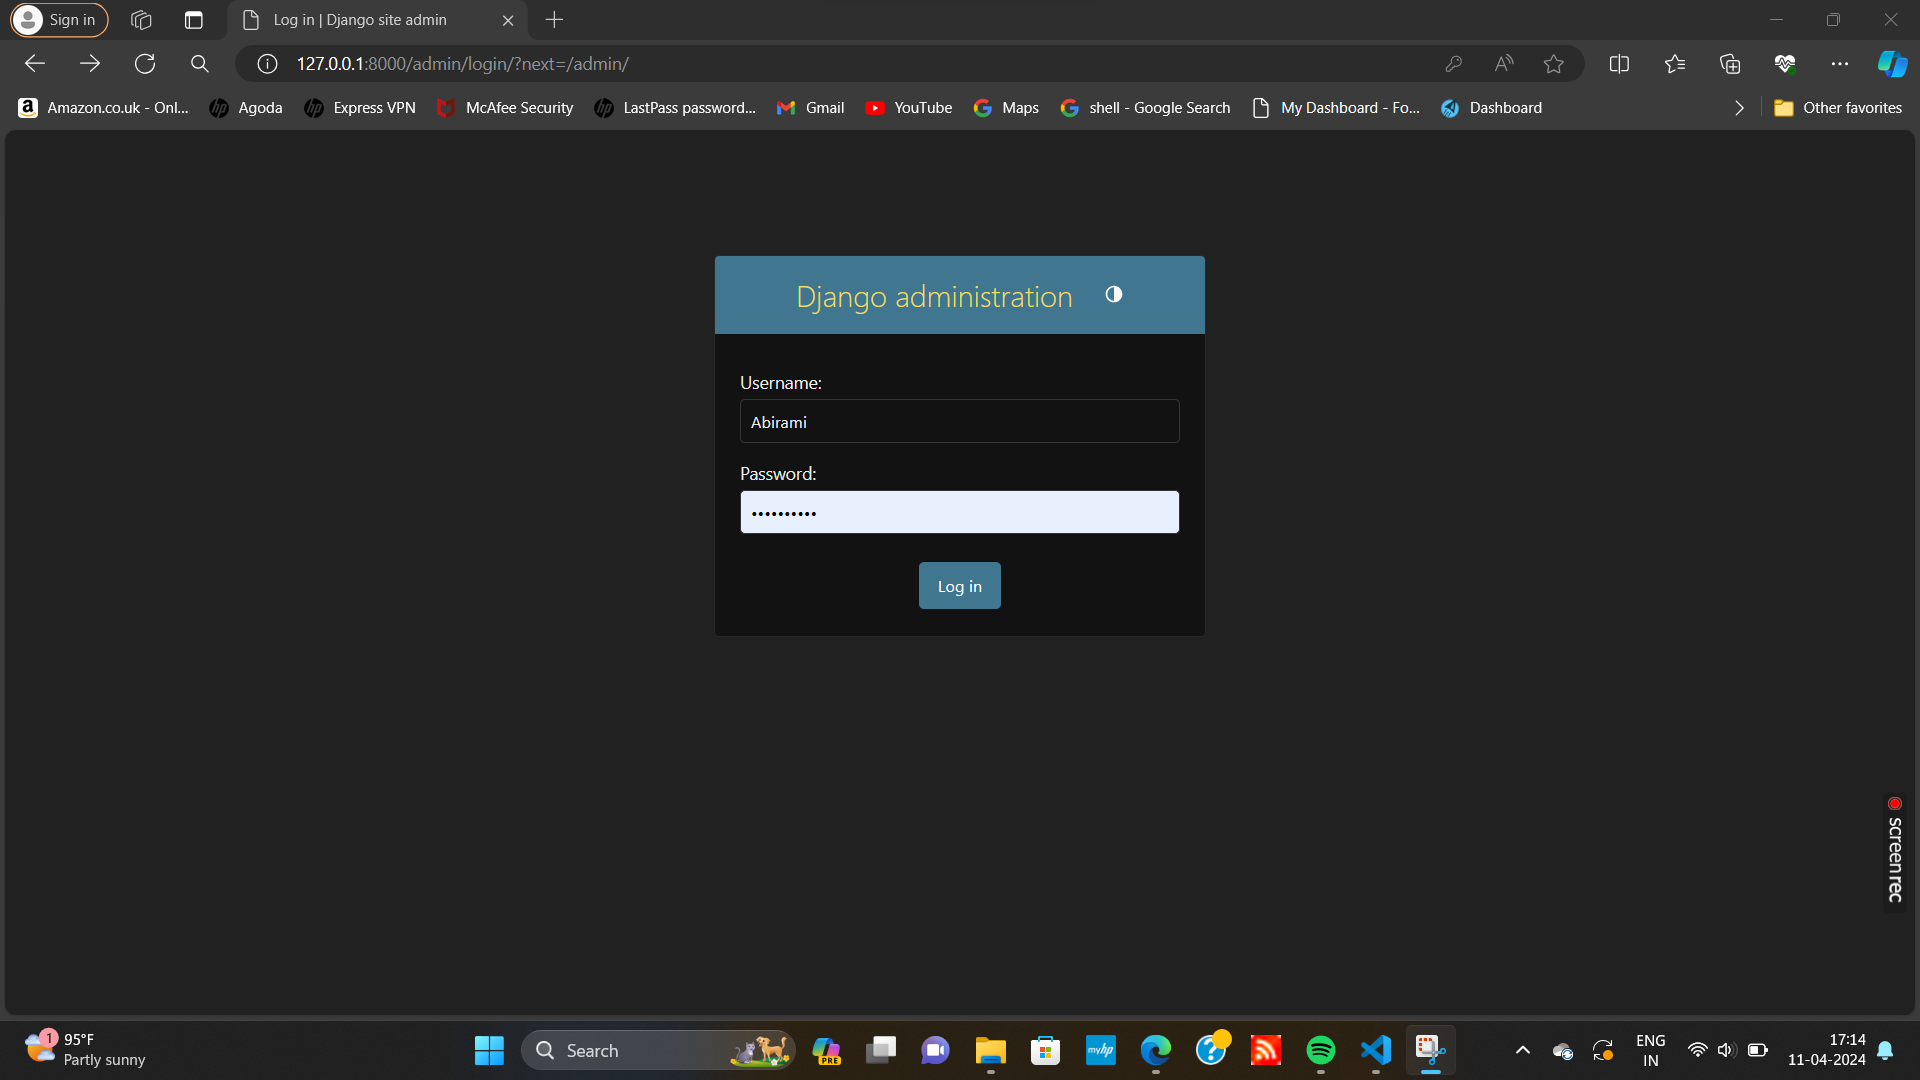 Sign in
Log in | Django site admin
127.0.0.1:8000/admin/login/?next=/admin/
Amazon.co.uk - Onl...
Agoda
Express VPN
McAfee Security
LastPass password...
Gmail
YouTube
Maps
shell - Google Search
My Dashboard - Fo...
Dashboard
Other favorites
Django administration
Username:
Abirami
Password:
••••••••••
Log in
screenrec
1
95°F
Partly sunny
Search
PRE
myhp
ENG
IN
17:14
11-04-2024